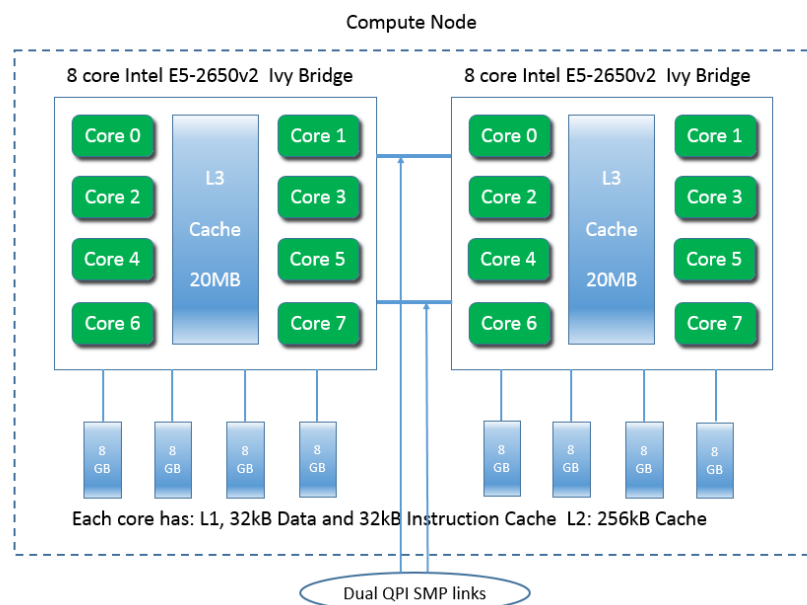 Compute Node
8 core Intel E5-2650v2 Ivy Bridge
8 core Intel E5-2650v2 Ivy Bridge
Core 0
Core 1
Core 2
Core 3
Core 4
Core 5
Core 6
Core 7
L3
Cache
20MB
Core 0
Core 1
Core 2
Core 3
Core 4
Core 5
Core 6
Core 7
L3
Cache
20MB
8
GB
8
GB
8
GB
8
GB
8
GB
8
GB
8
GB
8
GB
Each core has: L1, 32kB Data and 32kB Instruction Cache L2: 256kB Cache
Dual QPI SMP links